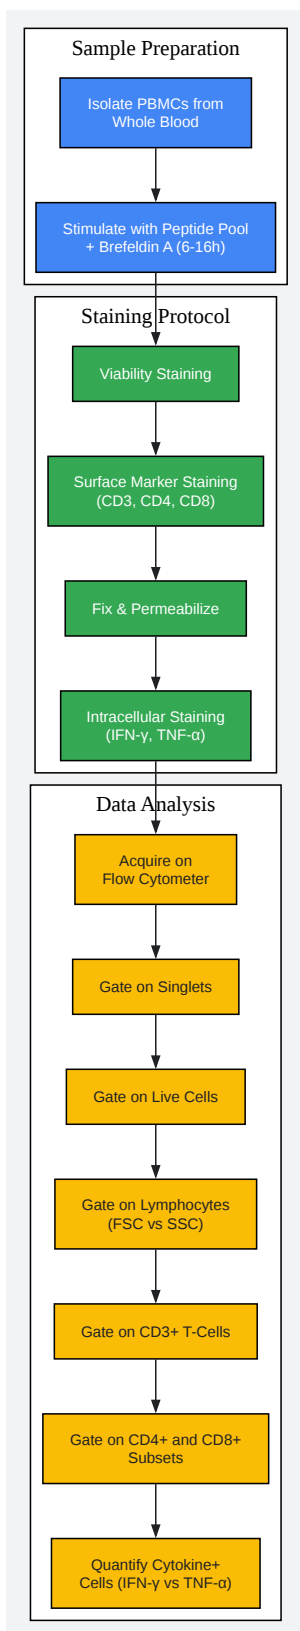 Sample Preparation
Isolate PBMCs from
Whole Blood
Stimulate with Peptide Pool
+ Brefeldin A (6-16h)
Staining Protocol
Viability Staining
Surface Marker Staining
(CD3, CD4, CD8)
Fix & Permeabilize
Intracellular Staining
(IFN-γ, TNF-α)
Data Analysis
Acquire on
Flow Cytometer
Gate on Singlets
Gate on Live Cells
Gate on Lymphocytes
(FSC vs SSC)
Gate on CD3+ T-Cells
Gate on CD4+ and CD8+
Subsets
Quantify Cytokine+
Cells (IFN-γ vs TNF-α)